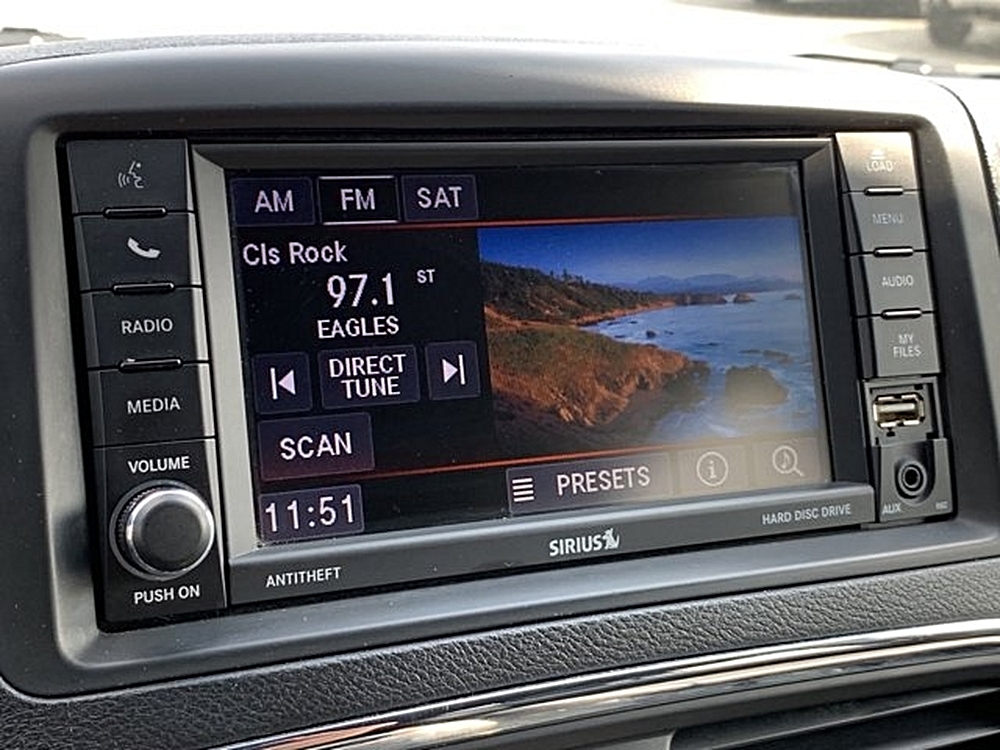 AM FM SAT
Cls Rock
97.1 ST
EAGLES
DIRECT
TUNE
SCAN
11:51
PRESETS
RADIO
MEDIA
VOLUME
PUSH ON
LOAD
MENU
AUDIO
MY
FILES
AUX
ANTITHEFT
SIRIUS
HARD DISC DRIVE